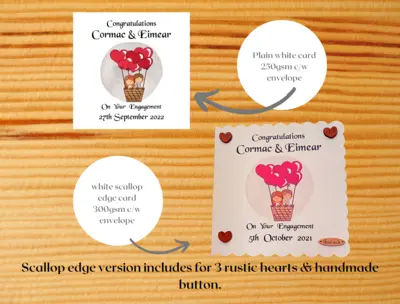 Congratulations
Cormac & Eimear
On Your Engagement
27th September 2022
Plain white card
250gsm c/w
envelope
white scallop
edge card
300gsm c/w
envelope
Congratulations
Cormac & Eimear
On Your Engagement
5th October 2021
Scallop edge version includes for 3 rustic hearts & handmade
button.